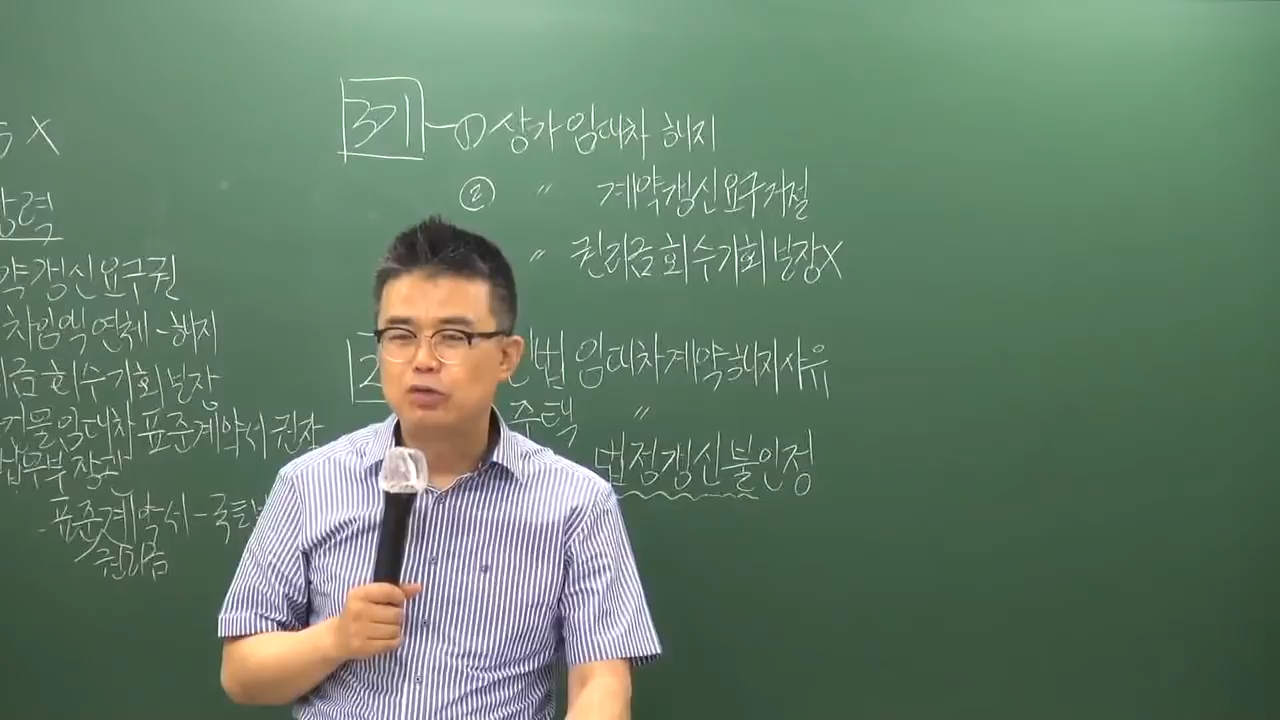 X
약갱신요구권
차임액 연체-해지
금회수기회보장
물임대차 표준계약서 권장
법무부장관
- 표준계약서 - 국토
권리금
3기 - ① 상가임대차 해지
② 〃 계약갱신요구거절
〃 권리금회수기회보장X
2 법 임대차계약해지사유
주택 〃
법정갱신불인정